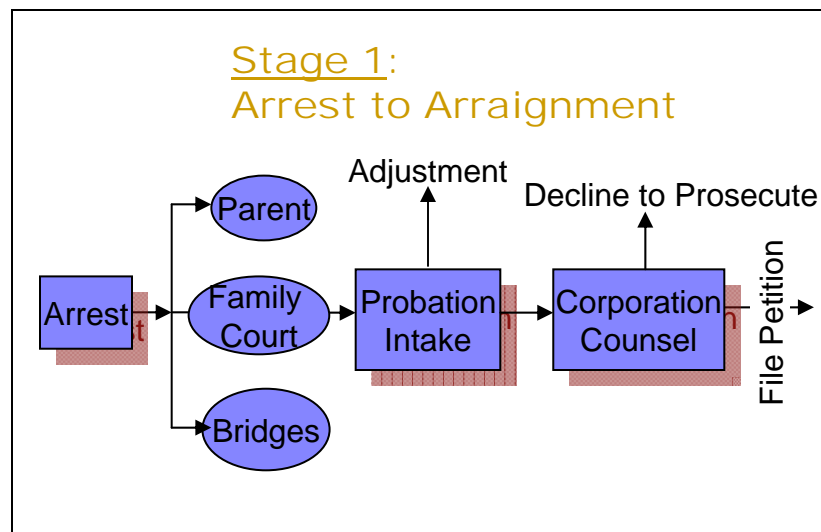 Stage 1:
Arrest to Arraignment
Adjustment
Decline to Prosecute
Parent
Arrest
Family
Court
Probation
Intake
Corporation
Counsel
File Petition
Bridges